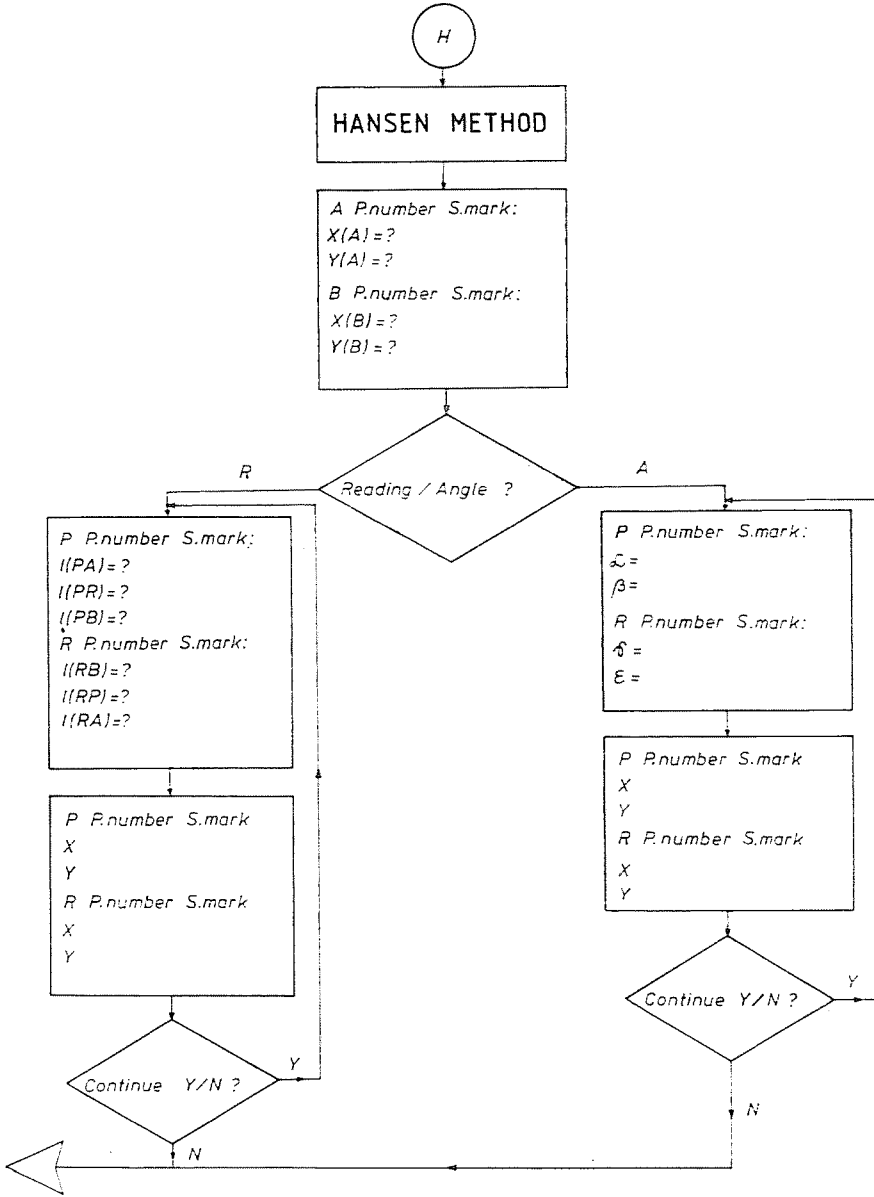 H
HANSEN METHOD
A P.number S.mark:
X(A)=?
Y(A)=?
B P.number S.mark:
X(B)=?
Y(B)=?
Reading / Angle ?
R
A
P P.number S.mark:
l(PA)=?
l(PR)=?
l(PB)=?
R P.number S.mark:
l(RB)=?
l(RP)=?
l(RA)=?
P P.number S.mark
X
Y
R P.number S.mark
X
Y
Continue Y/N ?
Y
N
P P.number S.mark:
α=
β=
R P.number S.mark:
δ=
ε=
P P.number S.mark
X
Y
R P.number S.mark
X
Y
Continue Y/N ?
Y
N